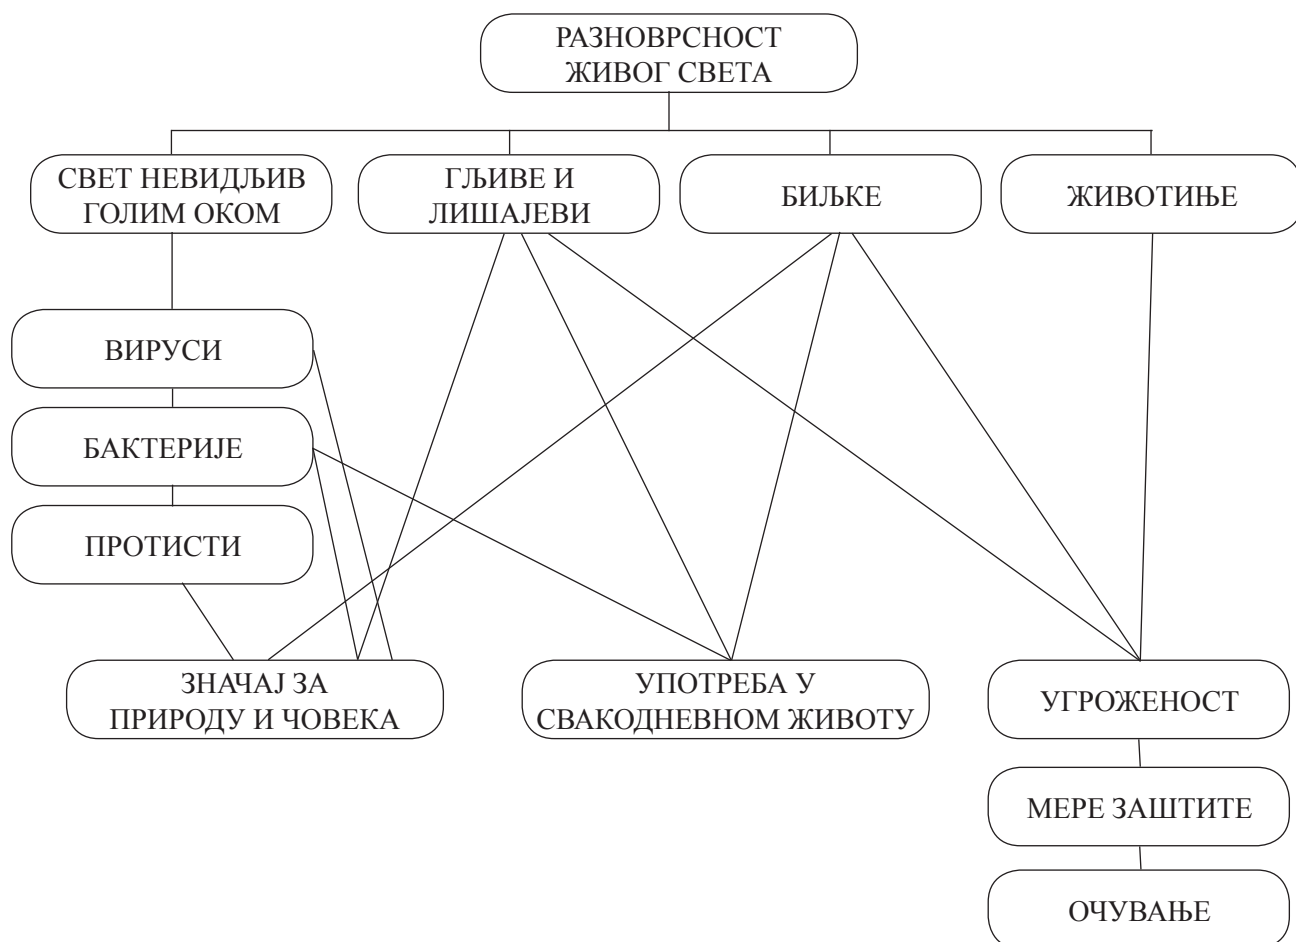 РАЗНОВРСНОСТ
ЖИВОГ СВЕТА
СВЕТ НЕВИДЉИВ
ГОЛИМ ОКОМ
ГЉИВЕ И
ЛИШАЈЕВИ
БИЉКЕ
ЖИВОТИЊЕ
ВИРУСИ
БАКТЕРИЈЕ
ПРОТИСТИ
ЗНАЧАЈ ЗА
ПРИРОДУ И ЧОВЕКА
УПОТРЕБА У
СВАКОДНЕВНОМ ЖИВОТУ
УГРОЖЕНОСТ
МЕРЕ ЗАШТИТЕ
ОЧУВАЊЕ